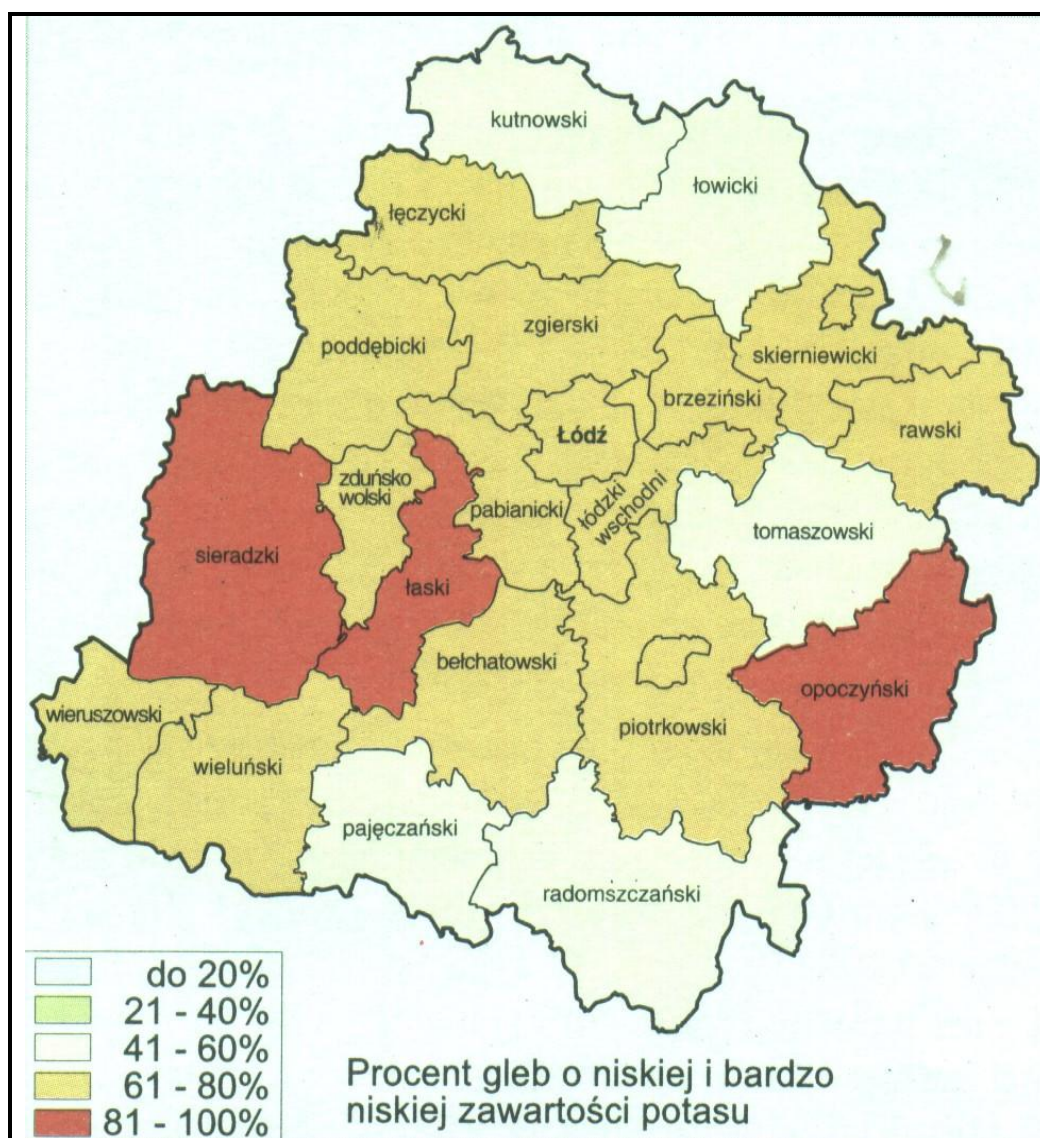 kutnowski
łowicki
łęczycki
zgierski
poddębicki
skierniewicki
brzeziński
rawski
Łódź
zduńsko
wolski
pabianicki
łódzki
wschodni
tomaszowski
sieradzki
łaski
bełchatowski
opoczyński
wieruszowski
piotrkowski
wieluński
pajęczański
radomszczański
do 20%
21 - 40%
41 - 60%
61 - 80%
81 - 100%
Procent gleb o niskiej i bardzo
niskiej zawartości potasu